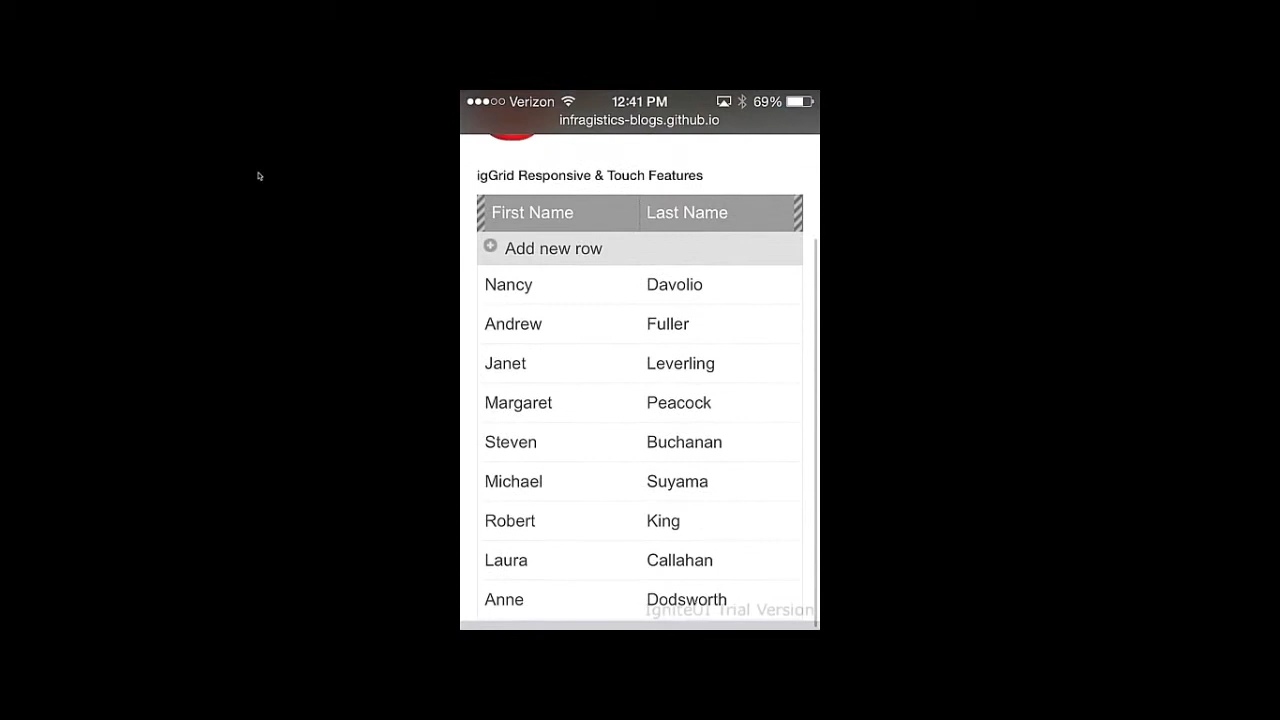 Verizon 12:41 PM 69%
infragistics-blogs.github.io
igGrid Responsive & Touch Features
First Name Last Name
Add new row
Nancy Davolio
Andrew Fuller
Janet Leverling
Margaret Peacock
Steven Buchanan
Michael Suyama
Robert King
Laura Callahan
Anne Dodsworth
IgniteUI Trial Version